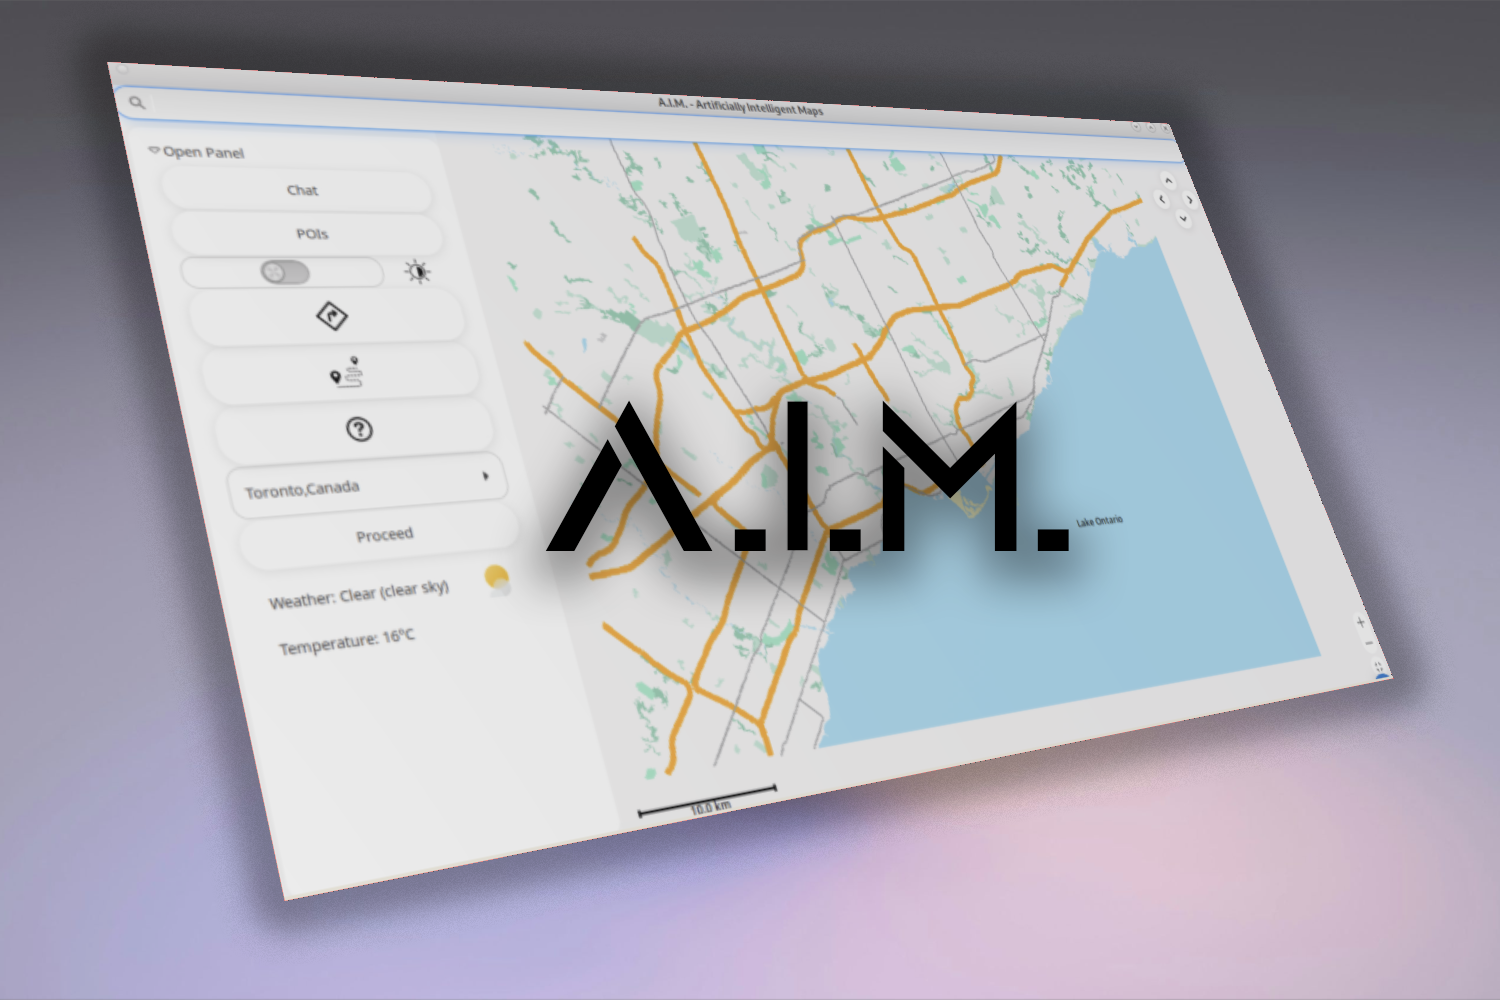 A.I.M. - Artificially Intelligent Maps
Open Panel
Chat
POIs
Toronto,Canada
Proceed
Weather: Clear (clear sky)
Temperature: 16°C
A.I.M.
Lake Ontario
10.0 km